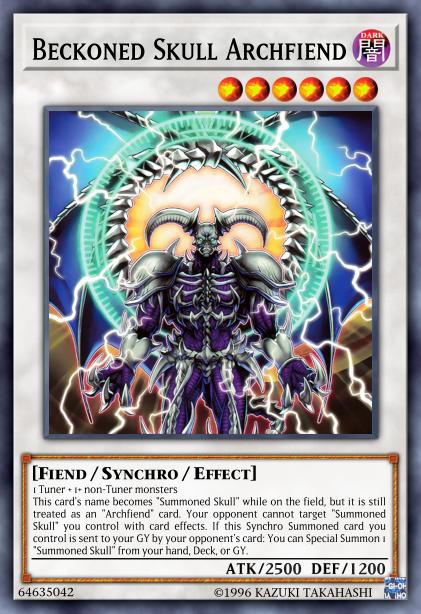 BECKONED SKULL ARCHFIEND
DARK
闇
[FIEND / SYNCHRO / EFFECT]
1 Tuner + 1+ non-Tuner monsters
This card's name becomes "Summoned Skull" while on the field, but it is still
treated as an "Archfiend" card. Your opponent cannot target "Summoned
Skull" you control with card effects. If this Synchro Summoned card you
control is sent to your GY by your opponent's card: You can Special Summon 1
"Summoned Skull" from your hand, Deck, or GY.
ATK/2500 DEF/1200
64635042
©1996 KAZUKI TAKAHASHI